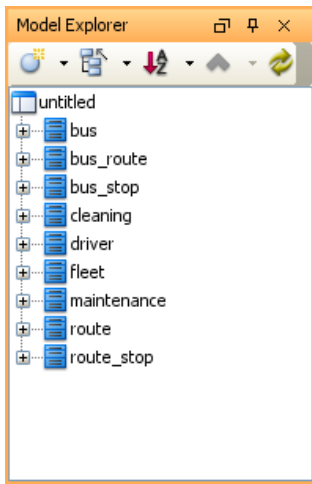 Model Explorer
untitled
bus
bus_route
bus_stop
cleaning
driver
fleet
maintenance
route
route_stop